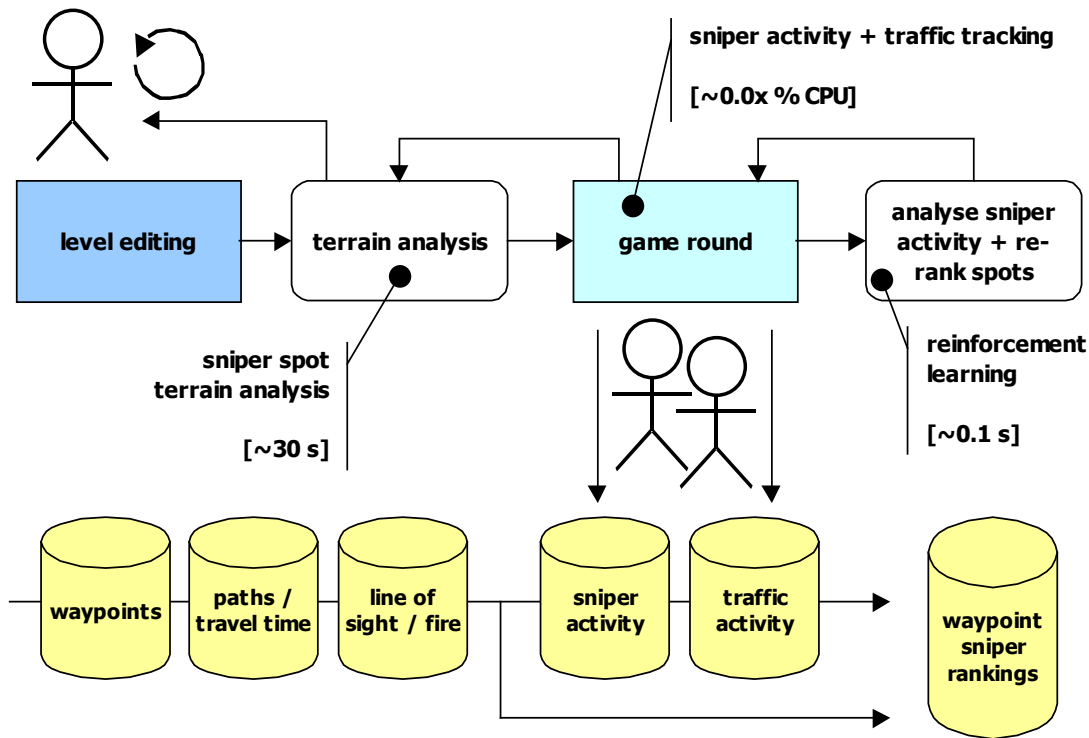 sniper activity + traffic tracking
[~0.0x % CPU]
level editing
terrain analysis
game round
analyse sniper
activity + re-
rank spots
sniper spot
terrain analysis
[~30 s]
reinforcement
learning
[~0.1 s]
waypoints
paths /
travel time
line of
sight / fire
sniper
activity
traffic
activity
waypoint
sniper
rankings